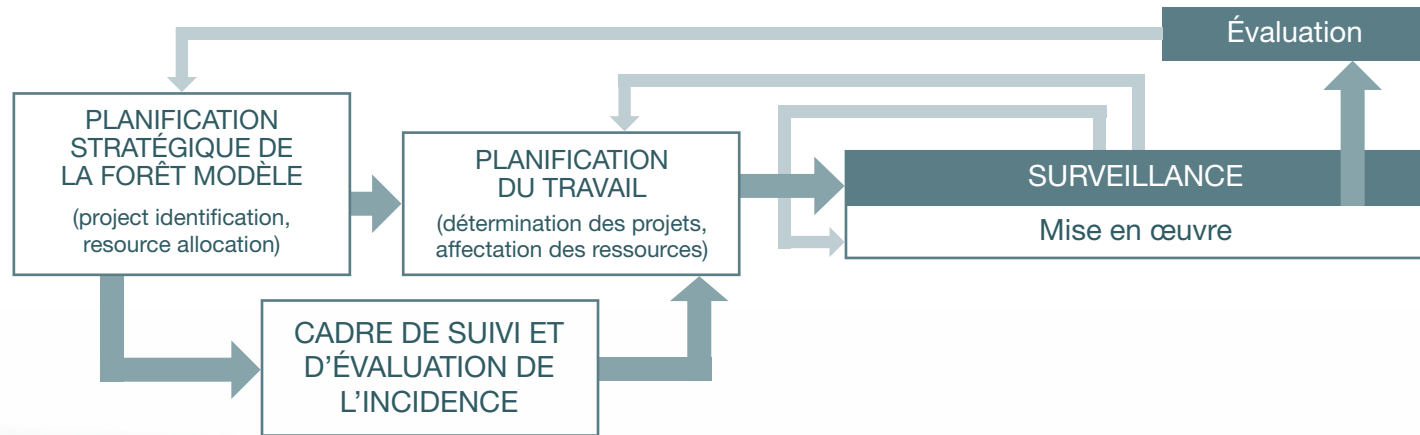 Évaluation
PLANIFICATION
STRATÉGIQUE DE
LA FORÊT MODÈLE
(project identification,
resource allocation)
PLANIFICATION
DU TRAVAIL
(détermination des projets,
affectation des ressources)
SURVEILLANCE
Mise en œuvre
CADRE DE SUIVI ET
D’ÉVALUATION DE
L’INCIDENCE